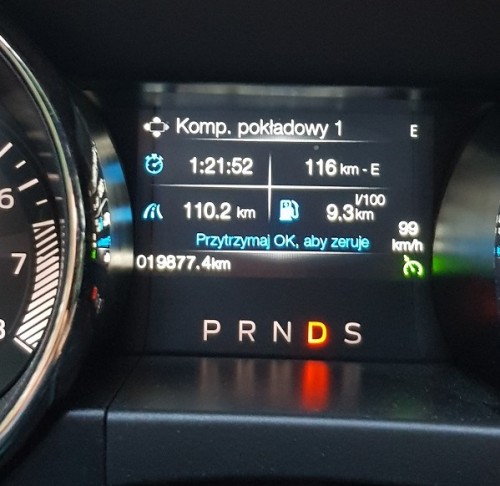 Komp. pokładowy 1 E
1:21:52 116 km - E
110.2 km 9.3 l/100 km
Przytrzymaj OK, aby zeruje
99 km/h
019877.4km
P R N D S
6
7
8